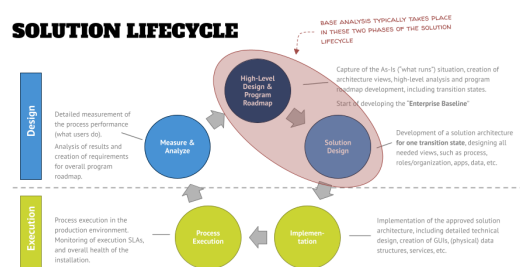 SOLUTION LIFECYCLE
BASE ANALYSIS TYPICALLY TAKES PLACE
IN THESE TWO PHASES OF THE SOLUTION
LIFECYCLE
High-Level
Design &
Program
Roadmap
Capture of the As-Is ("what runs") situation, creation of
architecture views, high-level analysis and program
roadmap development, including transition states.
Start of developing the "Enterprise Baseline"
Design
Detailed measurement of
the process performance
(what users do).
Analysis of results and
creation of requirements
for overall program
roadmap.
Measure &
Analyze
Solution
Design
Development of a solution architecture
for one transition state, designing all
needed views, such as process,
roles/organization, apps, data, etc.
Execution
Process execution in the
production environment.
Monitoring of execution SLAs,
and overall health of the
installation.
Process
Execution
Implemen-
tation
Implementation of the approved solution
architecture, including detailed technical
design, creation of GUIs, (physical) data
structures, services, etc.